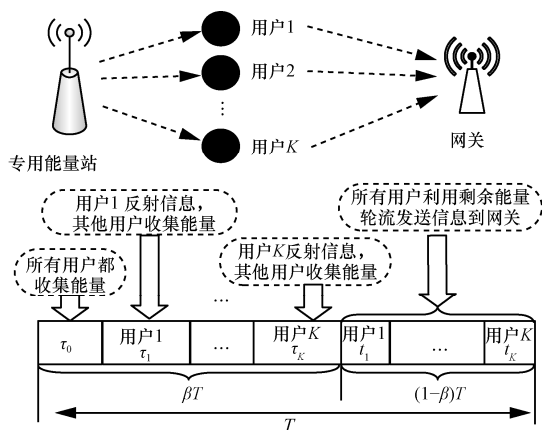 用户1
用户2
⋮
用户K
专用能量站
网关
用户1 反射信息，
其他用户收集能量
所有用户利用剩余能量
轮流发送信息到网关
用户K反射信息，
其他用户收集能量
所有用户都
收集能量
...
τ₀
用户1
τ₁
...
用户K
τ_K
用户1
t₁
...
用户K
t_K
βT
(1−β)T
T